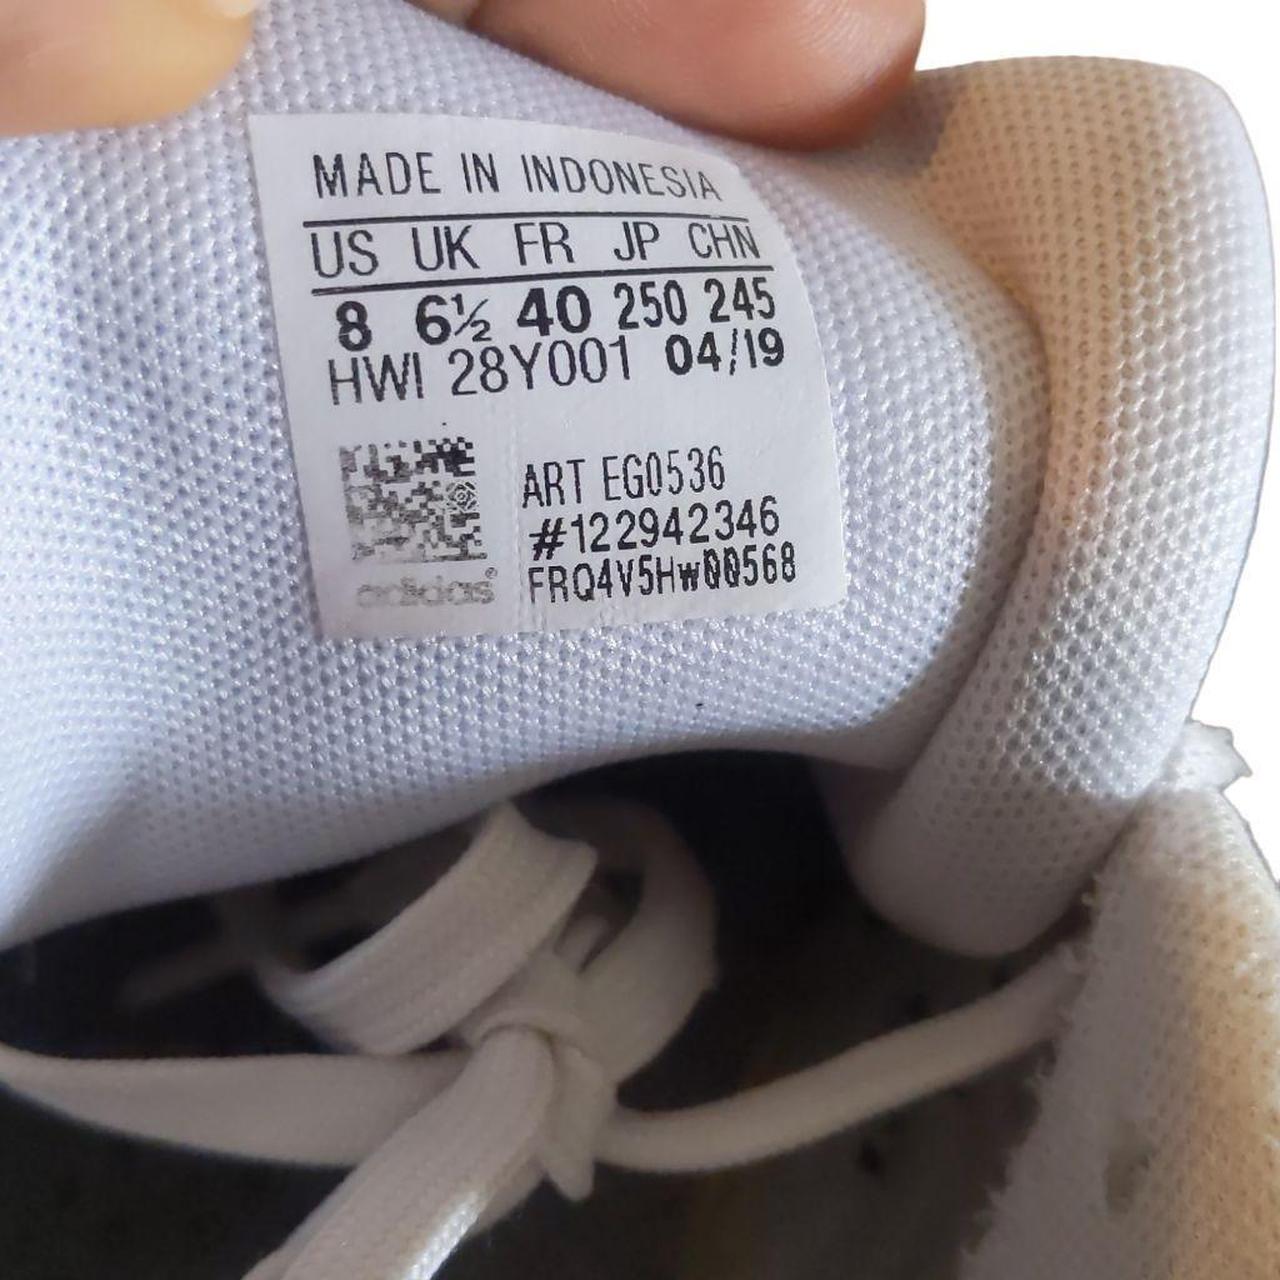 MADE IN INDONESIA
US UK FR JP CHN
8 6½ 40 250 245
HWI 28Y001 04/19
ART EG0536
#122942346
FRQ4V5Hw00568
adidas®